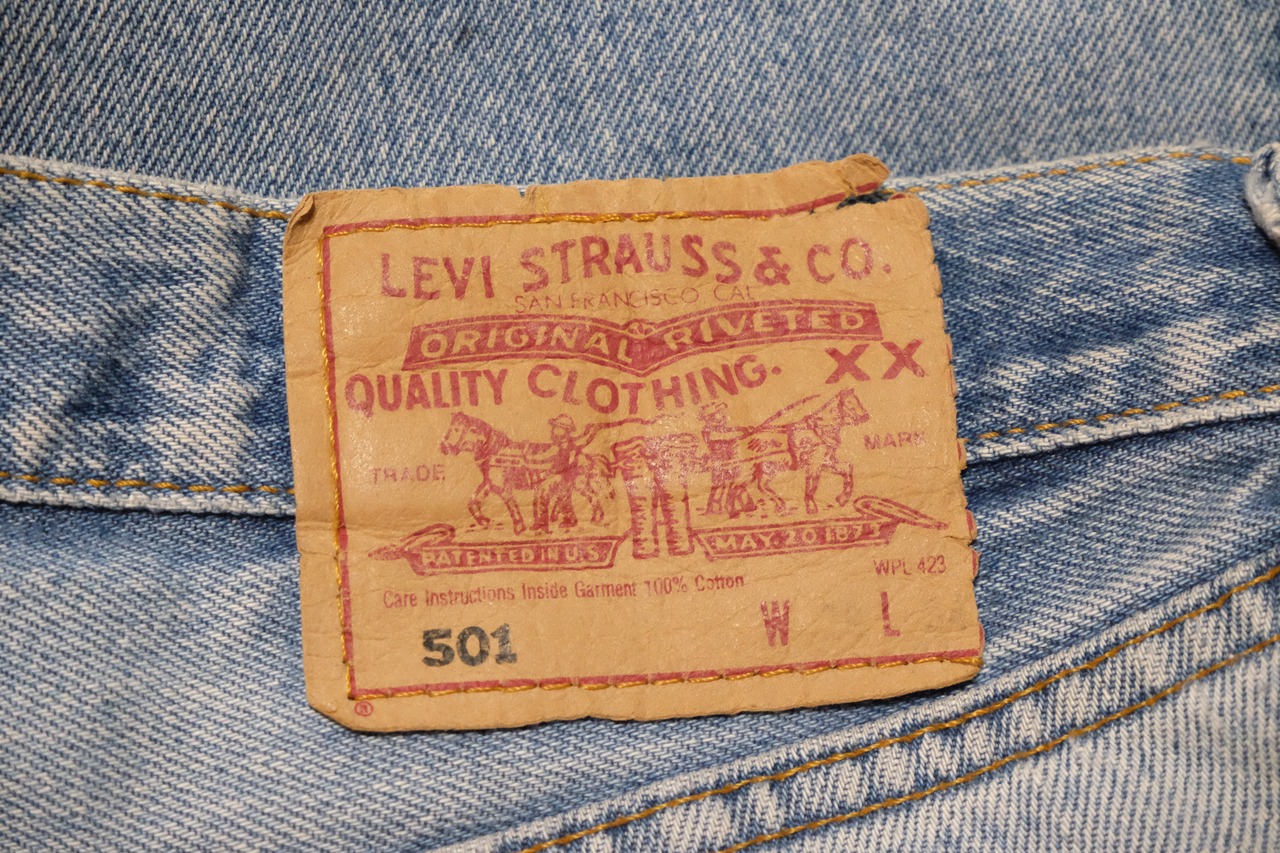 LEVI STRAUSS & CO.
SAN FRANCISCO CAL
ORIGINAL RIVETED
QUALITY CLOTHING. XX
TRADE MARK
PATENTED IN U.S. MAY 20 1873
WPL 423
Care Instructions Inside Garment 100% Cotton
501 W L
®